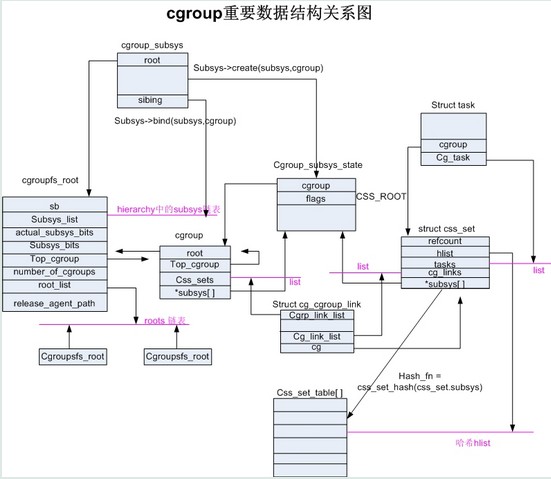 cgroup重要数据结构关系图
cgroup_subsys
root
sibing
Subsys->create(subsys,cgroup)
Subsys->bind(subsys,cgroup)
Struct task
cgroup
Cg_task
cgroupfs_root
sb
Subsys_list
actual_subsys_bits
Subsys_bits
Top_cgroup
number_of_cgroups
root_list
release_agent_path
hierarchy中的subsys链表
Cgroup_subsys_state
cgroup
flags
CSS_ROOT
cgroup
root
Top_cgroup
Css_sets
*subsys[ ]
list
struct css_set
refcount
hlist
tasks
cg_links
*subsys[ ]
list
list
Struct cg_cgroup_link
Cgrp_link_list
Cg_link_list
cg
roots 链表
Cgroupsfs_root
Cgroupsfs_root
Hash_fn =
css_set_hash(css_set.subsys)
Css_set_table[ ]
哈希hlist